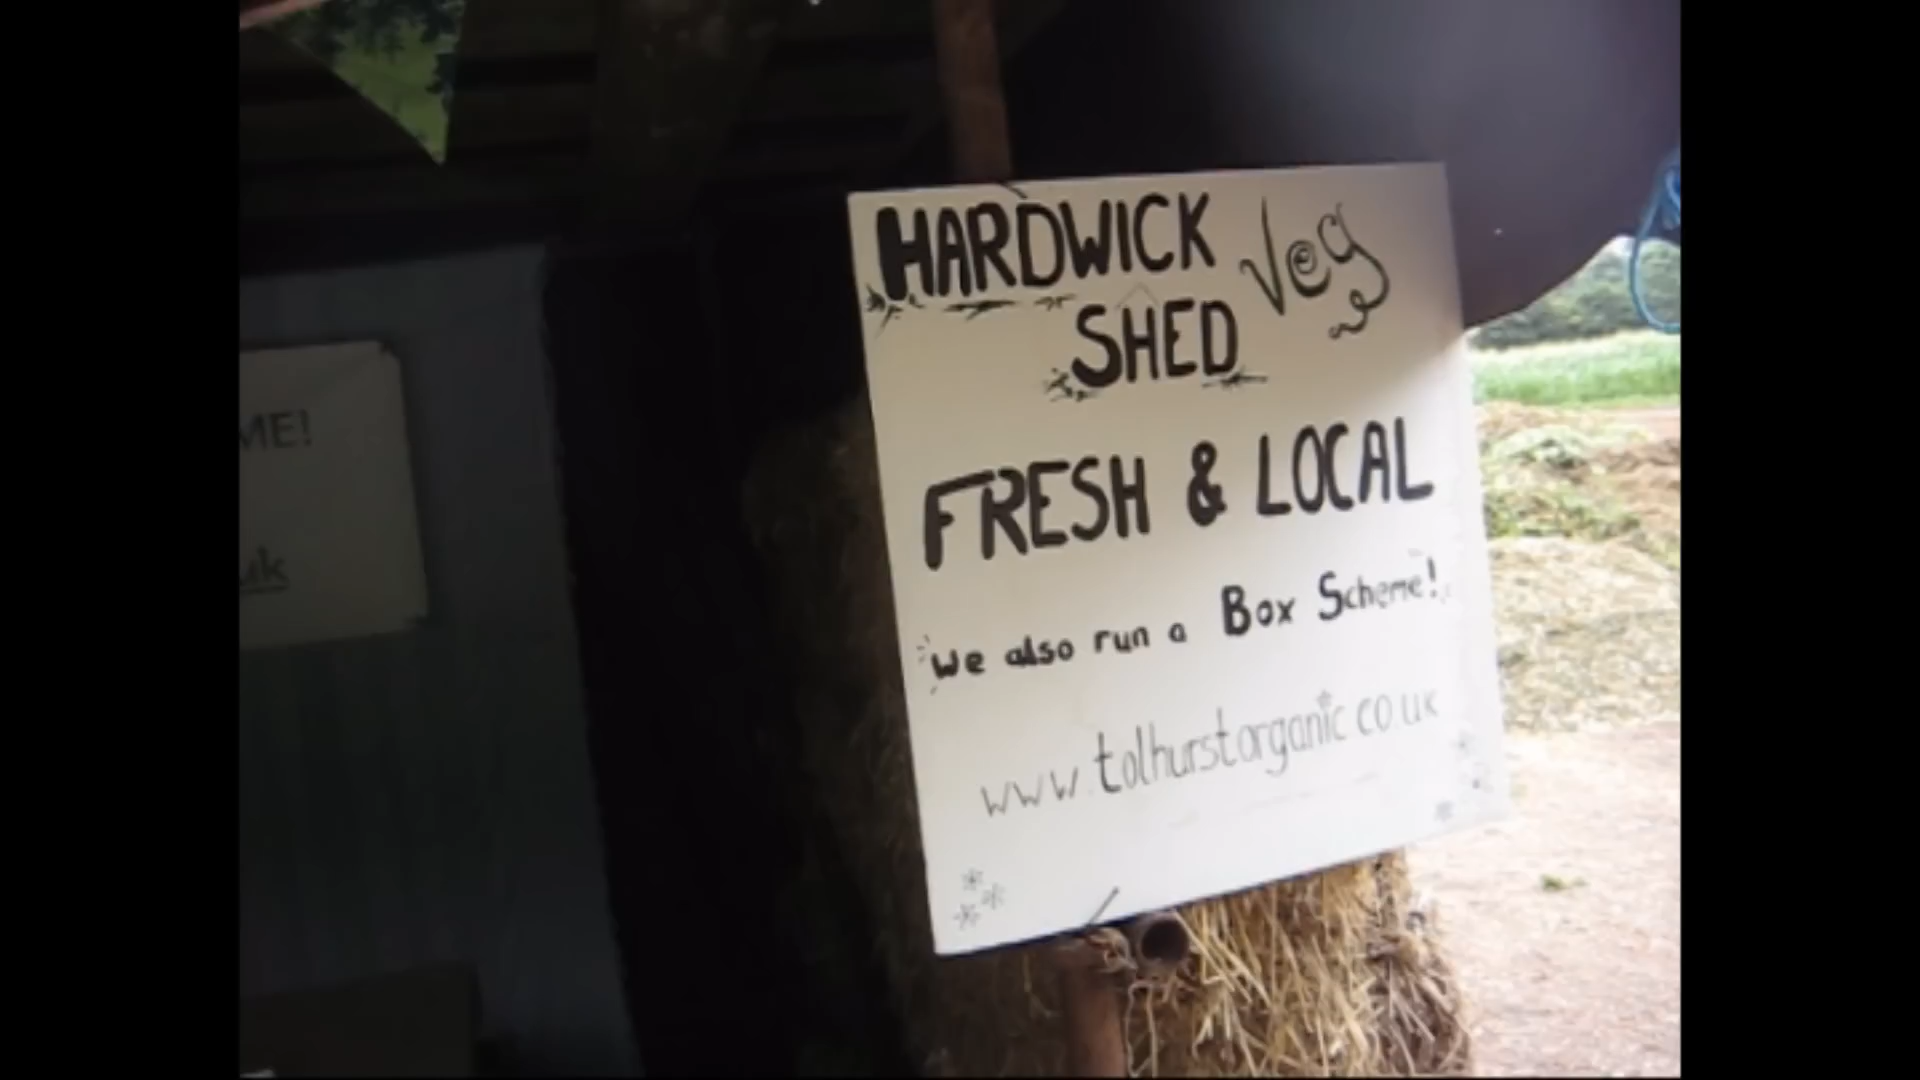 HARDWICK Veg
SHED
FRESH & LOCAL
we also run a Box Scheme!
www.tolhurstorganic.co.uk
ME!
uk